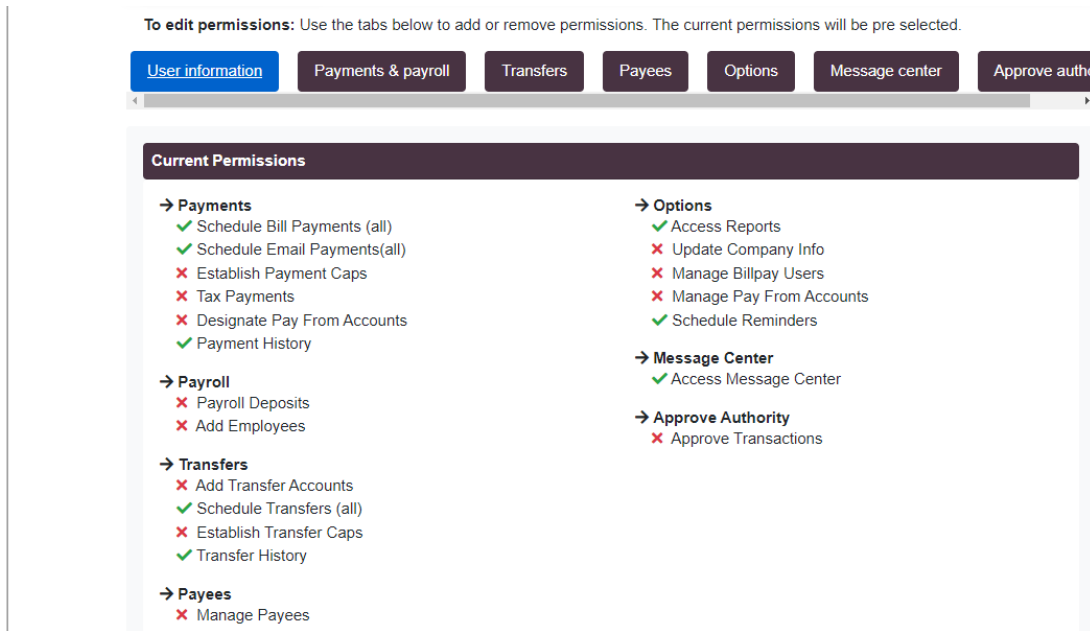 To edit permissions: Use the tabs below to add or remove permissions. The current permissions will be pre selected.
User information Payments & payroll Transfers Payees Options Message center Approve autho
Current Permissions
Payments
Schedule Bill Payments (all)
Schedule Email Payments(all)
Establish Payment Caps
Tax Payments
Designate Pay From Accounts
Payment History
Payroll
Payroll Deposits
Add Employees
Transfers
Add Transfer Accounts
Schedule Transfers (all)
Establish Transfer Caps
Transfer History
Payees
Manage Payees
Options
Access Reports
Update Company Info
Manage Billpay Users
Manage Pay From Accounts
Schedule Reminders
Message Center
Access Message Center
Approve Authority
Approve Transactions